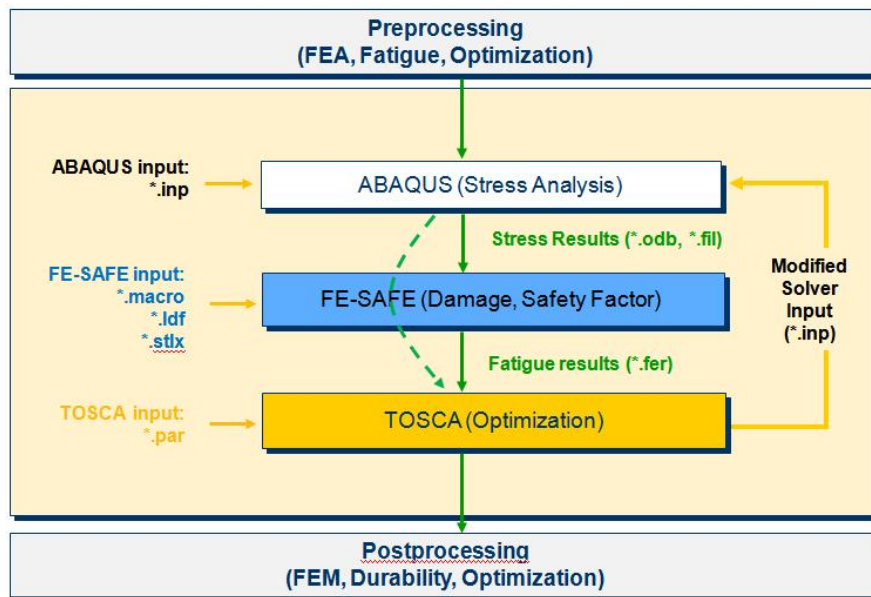 Preprocessing
(FEA, Fatigue, Optimization)
ABAQUS input:
*.inp
ABAQUS (Stress Analysis)
Stress Results (*.odb, *.fil)
FE-SAFE input:
*.macro
*.ldf
*.stlx
FE-SAFE (Damage, Safety Factor)
Modified
Solver
Input
(*.inp)
Fatigue results (*.fer)
TOSCA input:
*.par
TOSCA (Optimization)
Postprocessing
(FEM, Durability, Optimization)